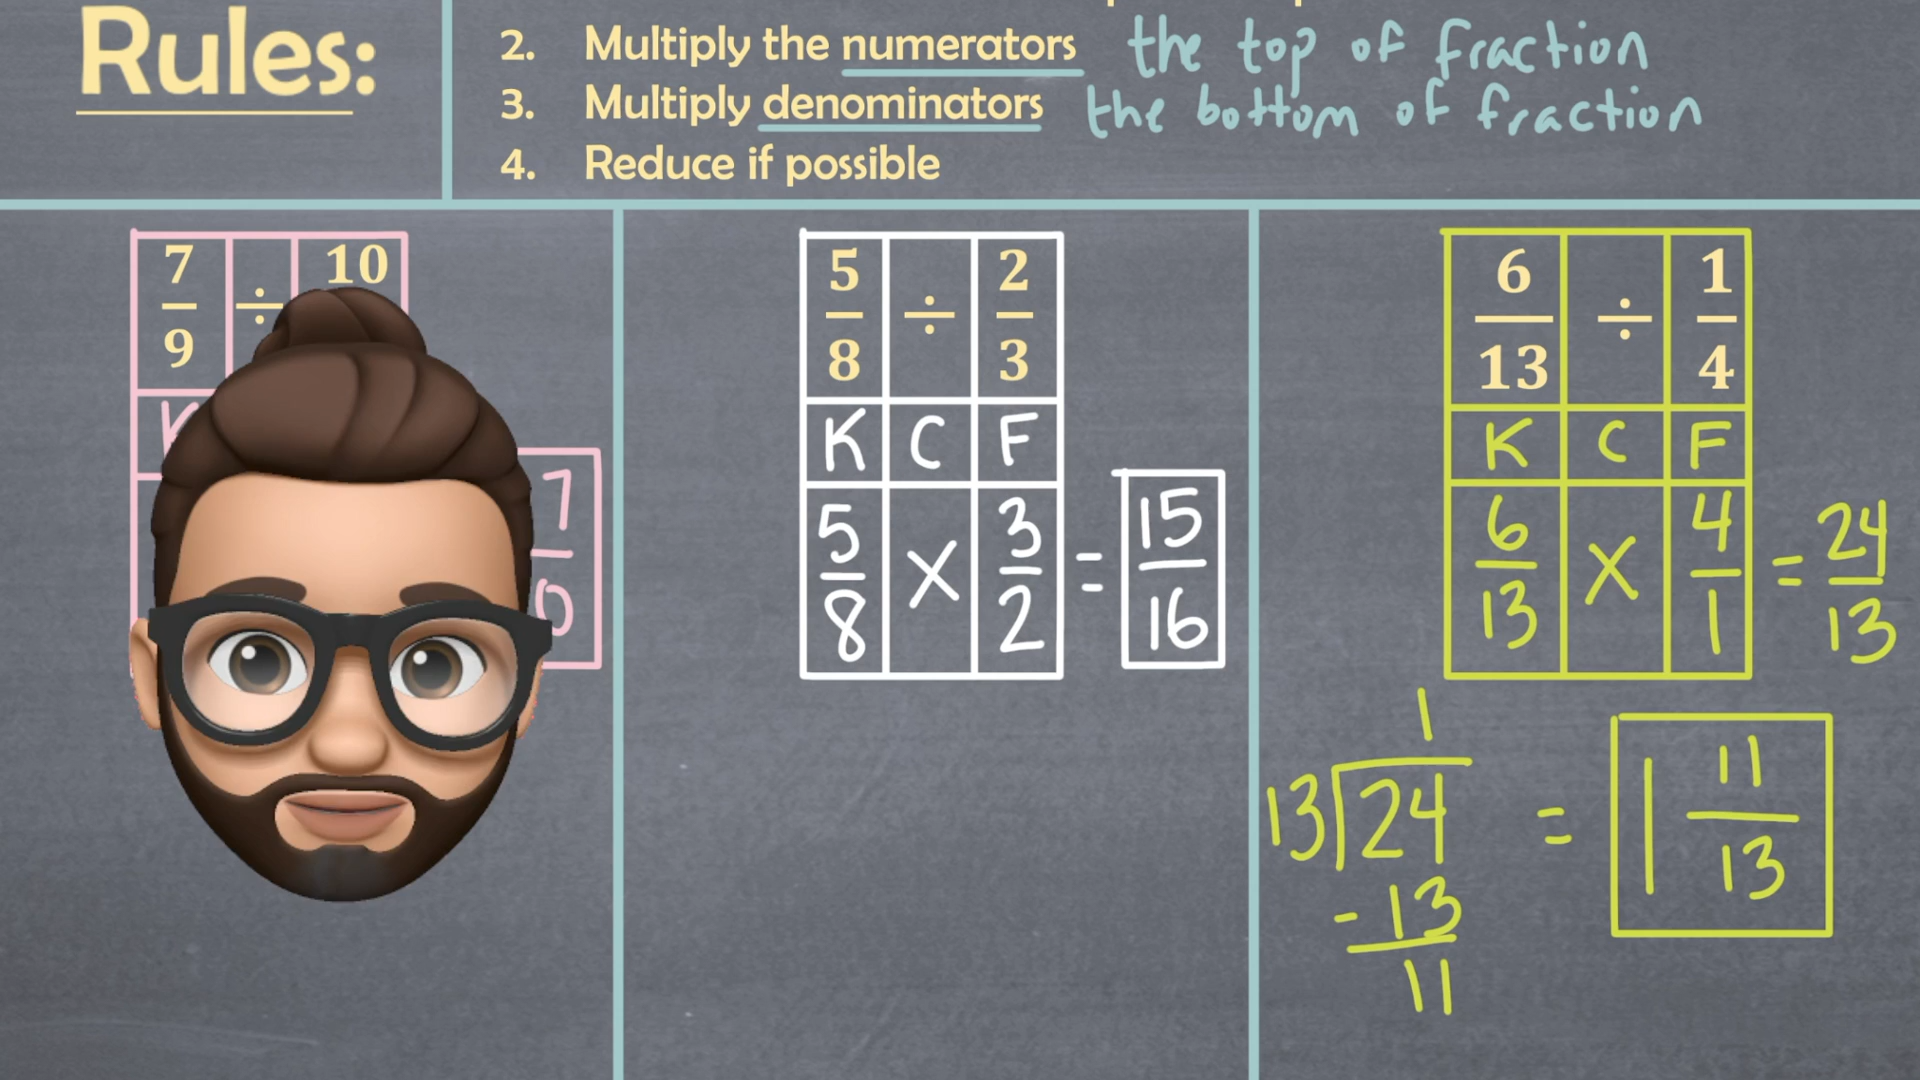 Rules:
2. Multiply the numerators the top of fraction
3. Multiply denominators the bottom of fraction
4. Reduce if possible
7/9 ÷ 10
7
5/8 ÷ 2/3
K C F
5/8 X 3/2 = 15/16
6/13 ÷ 1/4
K C F
6/13 X 4/1 = 24/13
1
13)24 = 1 11/13
-13
11